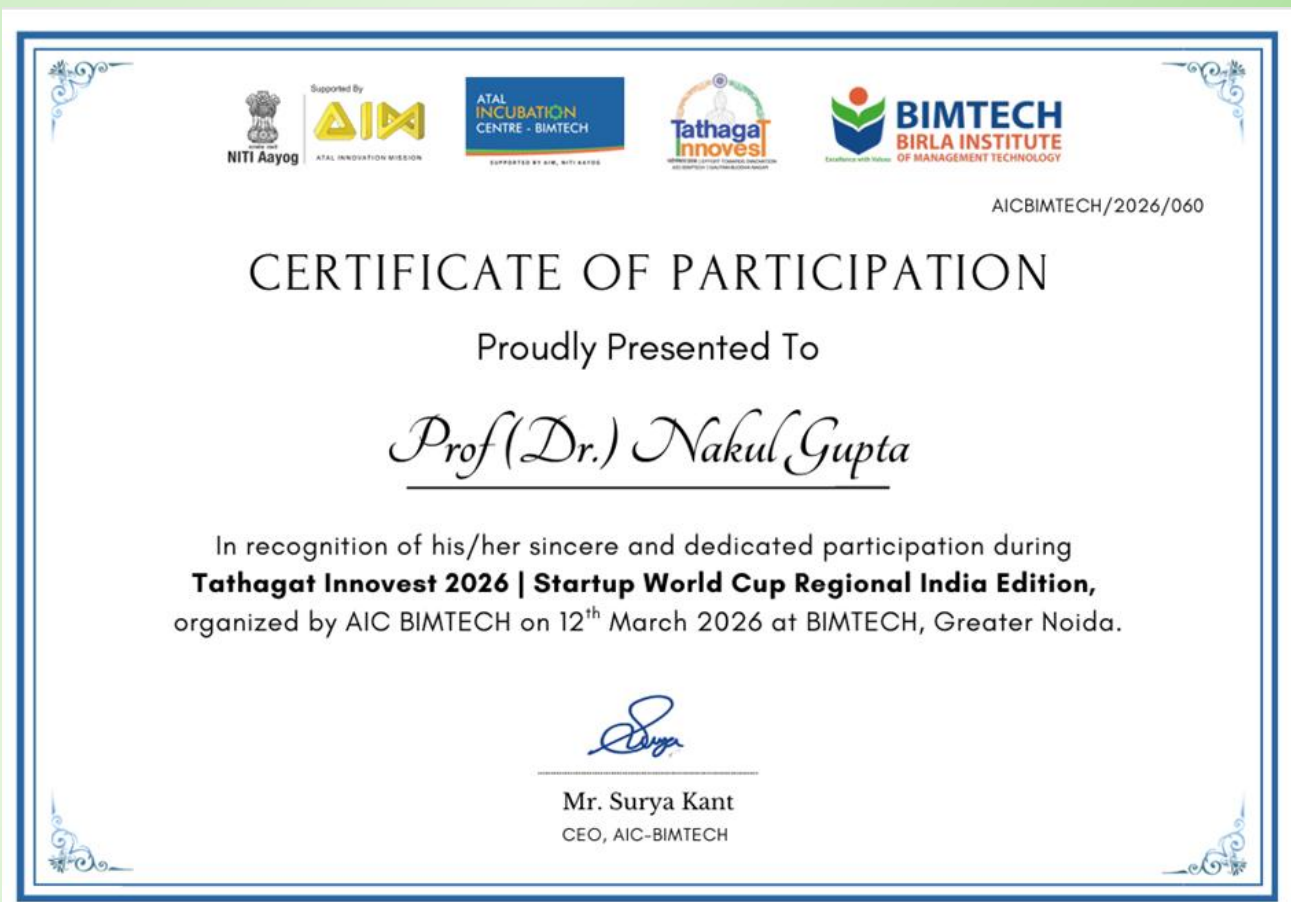 Supported By
AIM
NITI Aayog
ATAL INNOVATION MISSION
ATAL
INCUBATION
CENTRE - BIMTECH
SUPPORTED BY AIM, NITI AAYOG
Tathagat
Innovest
BIMTECH
BIRLA INSTITUTE
OF MANAGEMENT TECHNOLOGY
Excellence with Values
AICBIMTECH/2026/060
CERTIFICATE OF PARTICIPATION
Proudly Presented To
Prof (Dr.) Nakul Gupta
In recognition of his/her sincere and dedicated participation during
Tathagat Innovest 2026 | Startup World Cup Regional India Edition,
organized by AIC BIMTECH on 12th March 2026 at BIMTECH, Greater Noida.
Surya
Mr. Surya Kant
CEO, AIC-BIMTECH